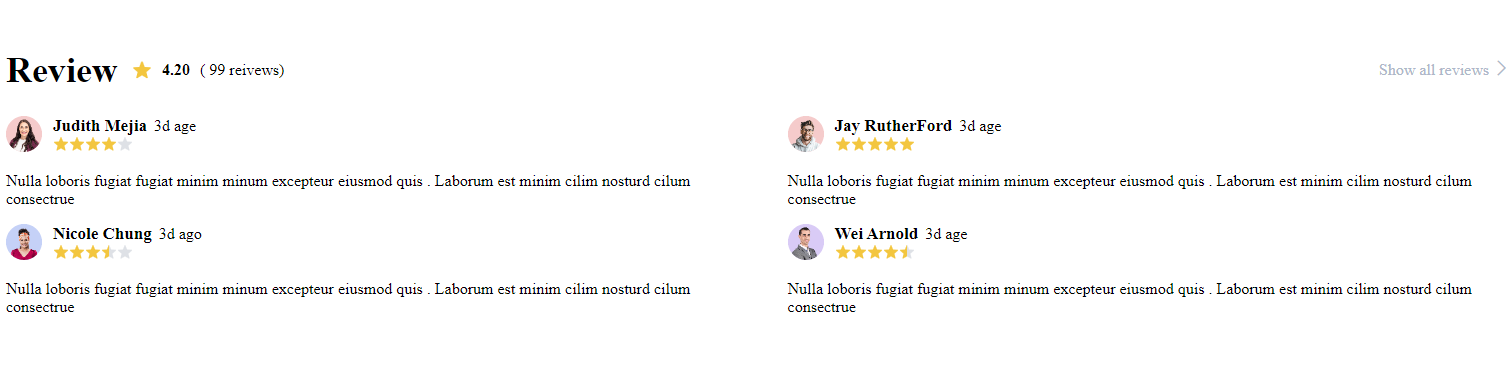 Review 4.20 ( 99 reivews) Show all reviews
Judith Mejia 3d age
Nulla loboris fugiat fugiat minim minum excepteur eiusmod quis . Laborum est minim cilim nosturd cilum
consectrue
Jay RutherFord 3d age
Nulla loboris fugiat fugiat minim minum excepteur eiusmod quis . Laborum est minim cilim nosturd cilum
consectrue
Nicole Chung 3d ago
Nulla loboris fugiat fugiat minim minum excepteur eiusmod quis . Laborum est minim cilim nosturd cilum
consectrue
Wei Arnold 3d age
Nulla loboris fugiat fugiat minim minum excepteur eiusmod quis . Laborum est minim cilim nosturd cilum
consectrue